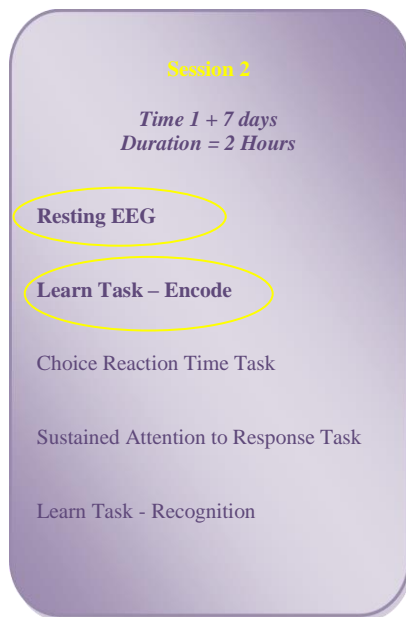 Session 2
Time 1 + 7 days
Duration = 2 Hours
Resting EEG
Learn Task – Encode
Choice Reaction Time Task
Sustained Attention to Response Task
Learn Task - Recognition